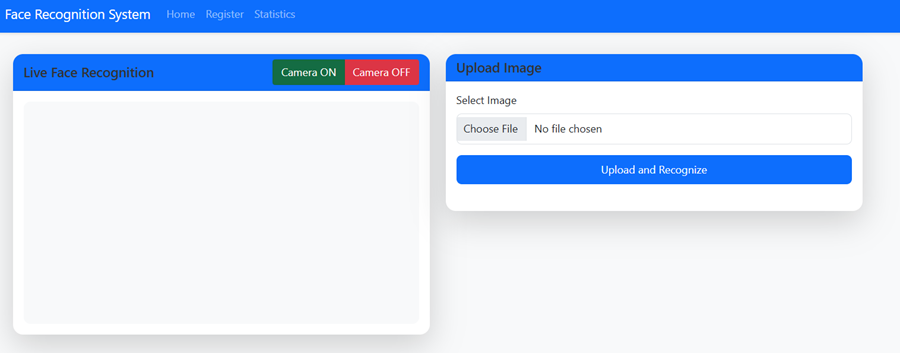 Face Recognition System Home Register Statistics
Live Face Recognition Camera ON Camera OFF
Upload Image
Select Image
Choose File No file chosen
Upload and Recognize